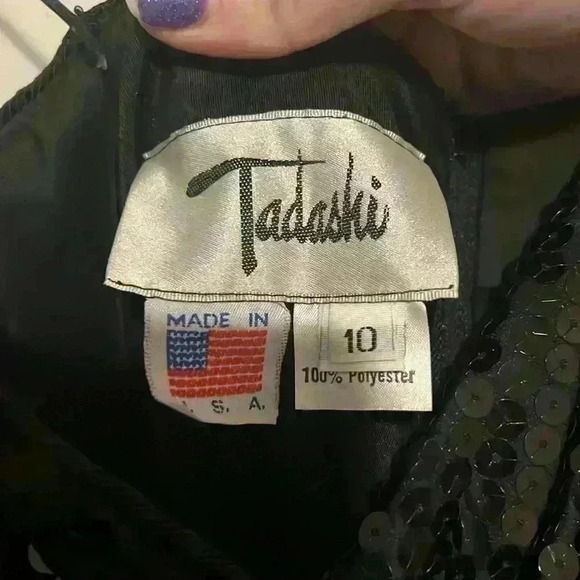 Tadashi
MADE IN
U.S.A.
10
100% Polyester